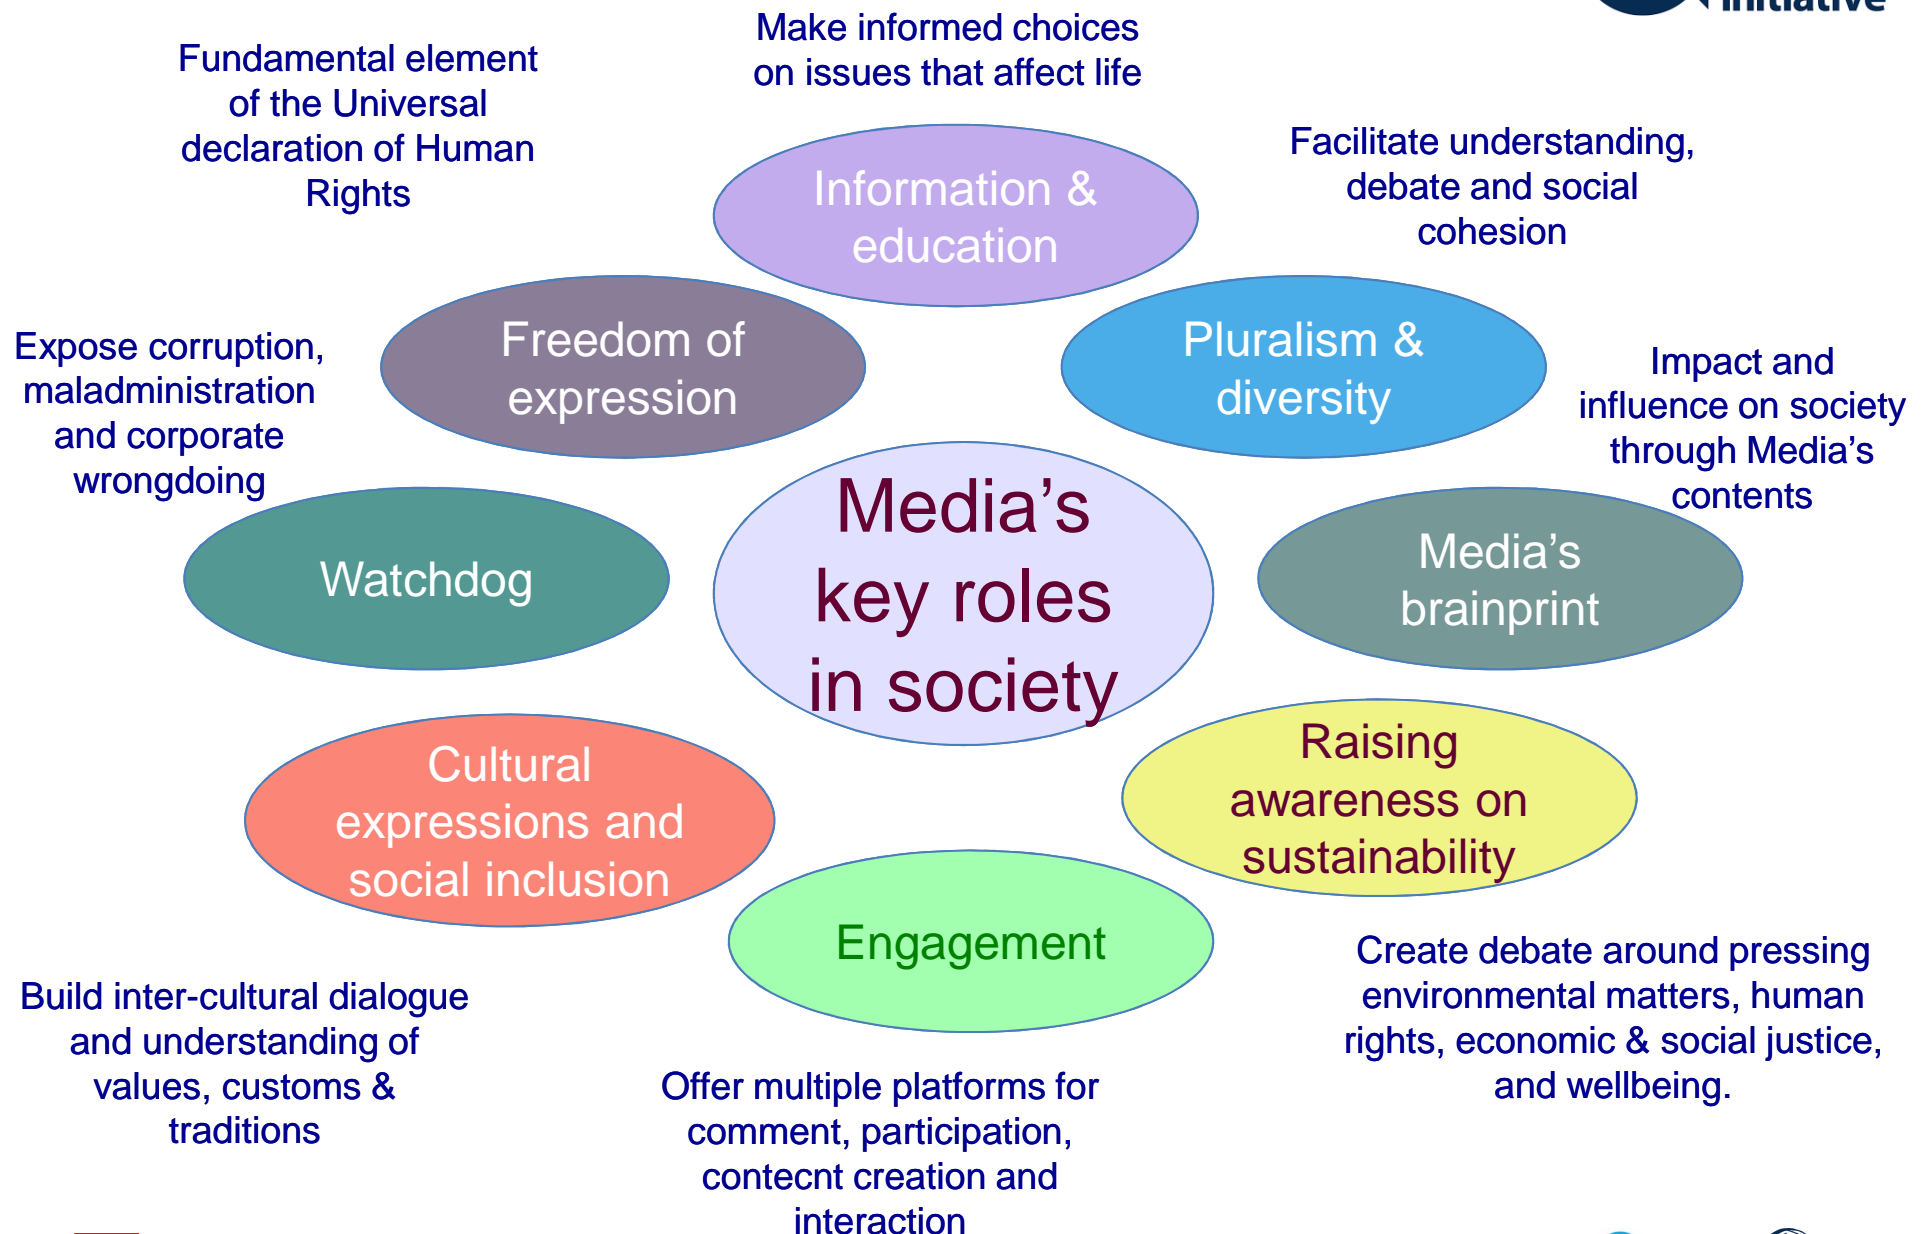 initiative
Make informed choices
on issues that affect life
Fundamental element
of the Universal
declaration of Human
Rights
Facilitate understanding,
debate and social
cohesion
Information &
education
Freedom of
expression
Pluralism &
diversity
Expose corruption,
maladministration
and corporate
wrongdoing
Impact and
influence on society
through Media’s
contents
Media’s
key roles
in society
Watchdog
Media’s
brainprint
Cultural
expressions and
social inclusion
Raising
awareness on
sustainability
Engagement
Build inter-cultural dialogue
and understanding of
values, customs &
traditions
Offer multiple platforms for
comment, participation,
contecnt creation and
interaction
Create debate around pressing
environmental matters, human
rights, economic & social justice,
and wellbeing.